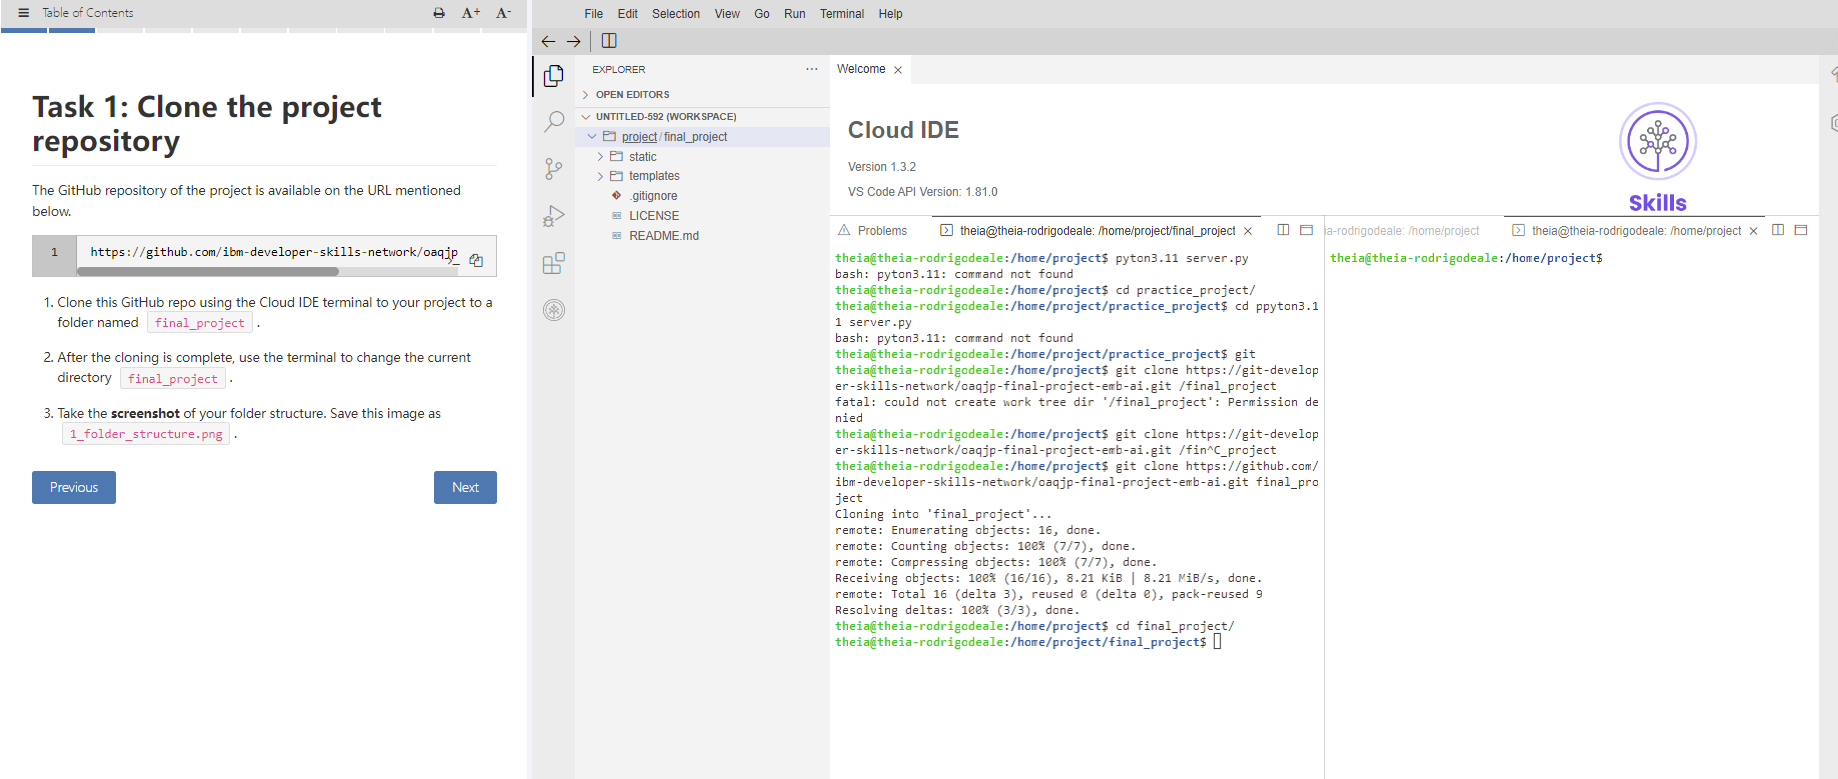 Table of Contents
A+
A-
Task 1: Clone the project
repository
The GitHub repository of the project is available on the URL mentioned
below.
1
https://github.com/ibm-developer-skills-network/oaqjp
1. Clone this GitHub repo using the Cloud IDE terminal to your project to a
folder named final_project .
2. After the cloning is complete, use the terminal to change the current
directory final_project .
3. Take the screenshot of your folder structure. Save this image as
1_folder_structure.png .
Previous
Next
File Edit Selection View Go Run Terminal Help
EXPLORER
OPEN EDITORS
UNTITLED-592 (WORKSPACE)
project/final_project
static
templates
.gitignore
LICENSE
README.md
Welcome
Cloud IDE
Version 1.3.2
VS Code API Version: 1.81.0
Skills
Problems
theia@theia-rodrigodeale: /home/project/final_project
ia-rodrigodeale: /home/project
theia@theia-rodrigodeale: /home/project
theia@theia-rodrigodeale:/home/project$ pyton3.11 server.py
bash: pyton3.11: command not found
theia@theia-rodrigodeale:/home/project$ cd practice_project/
theia@theia-rodrigodeale:/home/project/practice_project$ cd ppyton3.1
1 server.py
bash: pyton3.11: command not found
theia@theia-rodrigodeale:/home/project/practice_project$ git
theia@theia-rodrigodeale:/home/project$ git clone https://git-develop
er-skills-network/oaqjp-final-project-emb-ai.git /final_project
fatal: could not create work tree dir '/final_project': Permission de
nied
theia@theia-rodrigodeale:/home/project$ git clone https://git-develop
er-skills-network/oaqjp-final-project-emb-ai.git /fin^C_project
theia@theia-rodrigodeale:/home/project$ git clone https://github.com/
ibm-developer-skills-network/oaqjp-final-project-emb-ai.git final_pro
ject
Cloning into 'final_project'...
remote: Enumerating objects: 16, done.
remote: Counting objects: 100% (7/7), done.
remote: Compressing objects: 100% (7/7), done.
Receiving objects: 100% (16/16), 8.21 KiB | 8.21 MiB/s, done.
remote: Total 16 (delta 3), reused 0 (delta 0), pack-reused 9
Resolving deltas: 100% (3/3), done.
theia@theia-rodrigodeale:/home/project$ cd final_project/
theia@theia-rodrigodeale:/home/project/final_project$
theia@theia-rodrigodeale:/home/project$